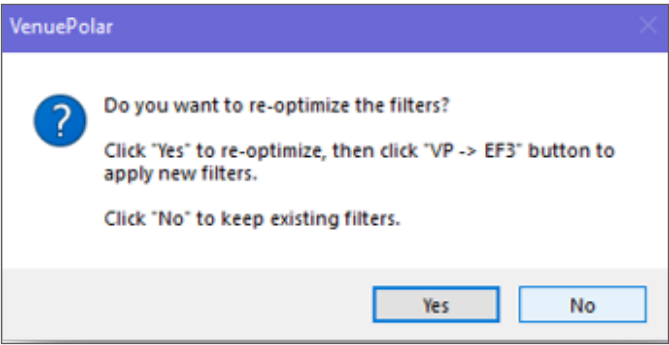 VenuePolar
?
Do you want to re-optimize the filters?
Click "Yes" to re-optimize, then click "VP -> EF3" button to
apply new filters.
Click "No" to keep existing filters.
Yes No